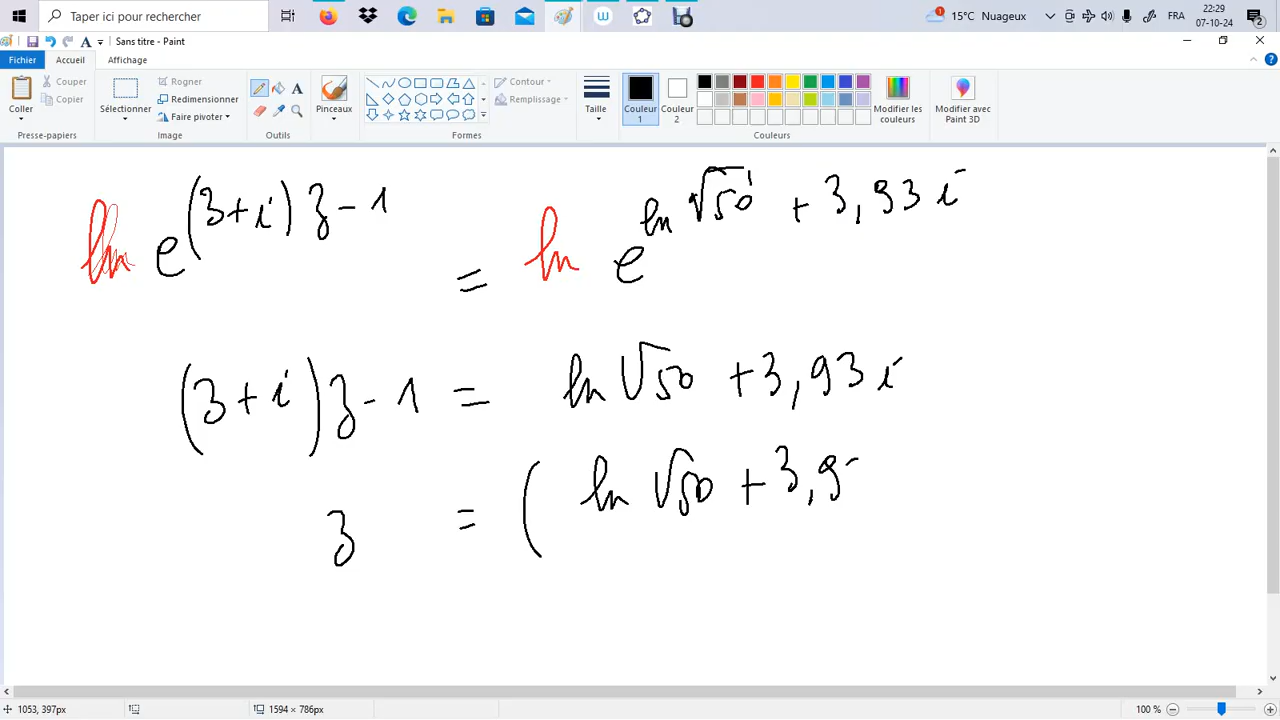 Taper ici pour rechercher
15°C Nuageux
FRA
22:29
07-10-24
2
Sans titre - Paint
Fichier
Accueil
Affichage
Coller
Couper
Copier
Presse-papiers
Sélectionner
Rogner
Redimensionner
Faire pivoter
Image
A
Outils
Pinceaux
Contour
Remplissage
Formes
Taille
Couleur 1
Couleur 2
Modifier les couleurs
Couleurs
Modifier avec Paint 3D
ln e^((3+i)z-1) = ln e^(ln √50 + 3,93 i)
(3+i)z-1 = ln √50 + 3,93 i
z = ( ln √50 + 3,9
1053, 397px
1594 × 786px
100 %